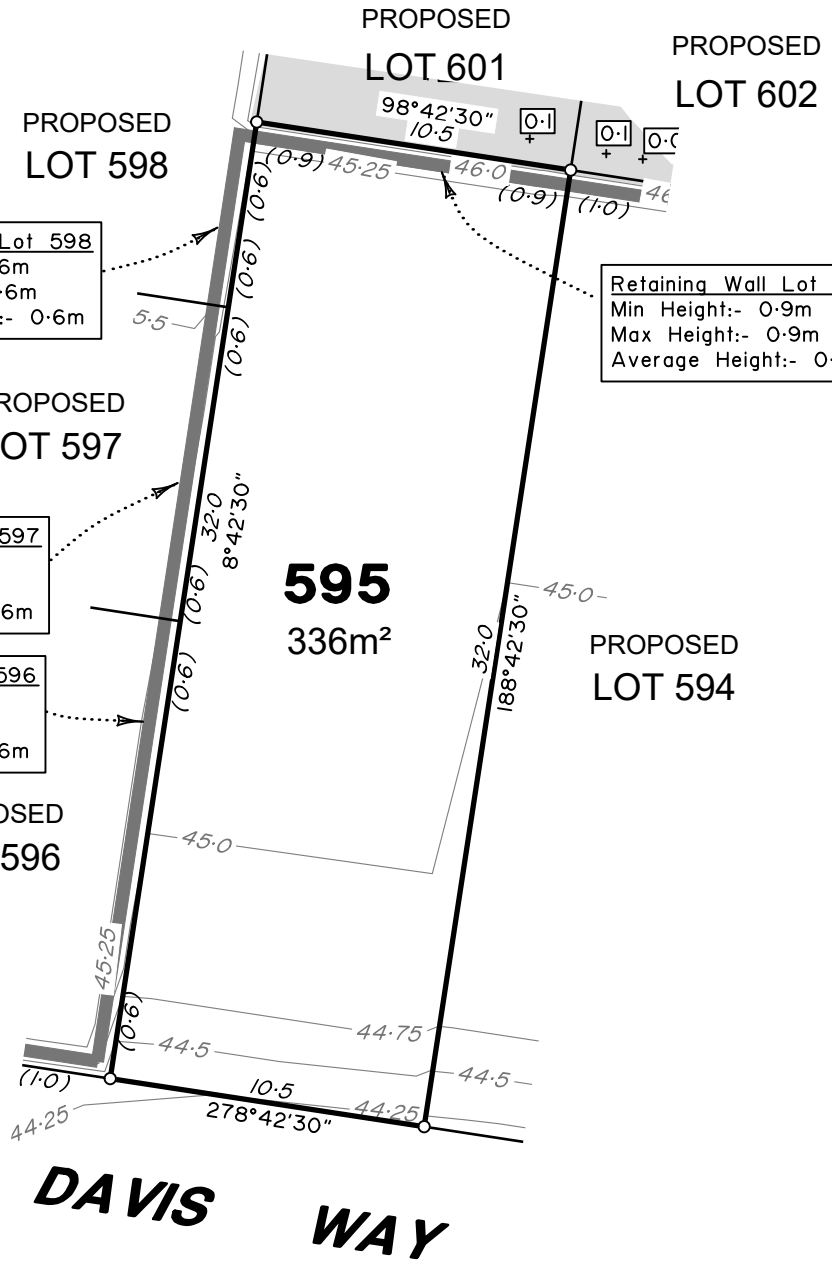 PROPOSED
LOT 601
PROPOSED
LOT 602
98°42'30"
10·5
0·1
0·1
PROPOSED
LOT 598
(0·9)
45·25
46·0
(0·9)
(1·0)
46
(0·6)
Lot 598
6m
·6m
:- 0·6m
(0·6)
5·5
(0·6)
Retaining Wall Lot
Min Height:- 0·9m
Max Height:- 0·9m
Average Height:- 0·
ROPOSED
OT 597
32·0
8°42'30"
597
6m
(0·6)
595
336m²
45·0
32·0
188°42'30"
PROPOSED
LOT 594
(0·6)
596
6m
OSED
596
45·0
45·25
(0·6)
44·75
44·5
44·5
(1·0)
10·5
278°42'30"
44·25
44·25
DAVIS WAY